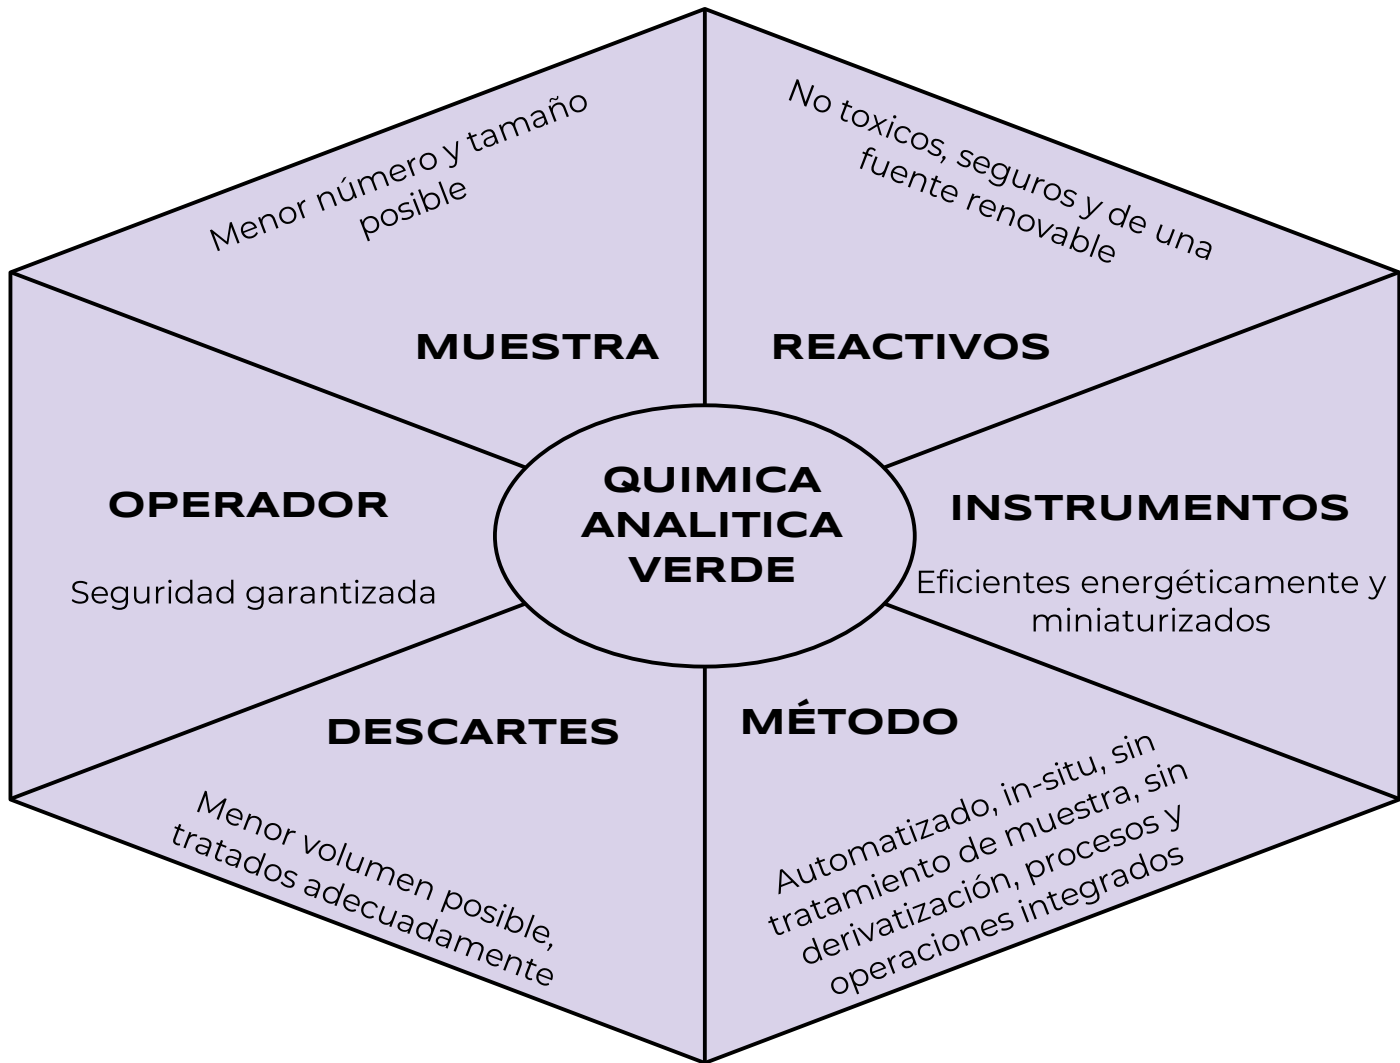 Menor número y tamaño
posible
MUESTRA
No toxicos, seguros y de una
fuente renovable
REACTIVOS
OPERADOR
Seguridad garantizada
QUIMICA
ANALITICA
VERDE
INSTRUMENTOS
Eficientes energéticamente y
miniaturizados
DESCARTES
Menor volumen posible,
tratados adecuadamente
MÉTODO
Automatizado, in-situ, sin
tratamiento de muestra, sin
derivatización, procesos y
operaciones integrados